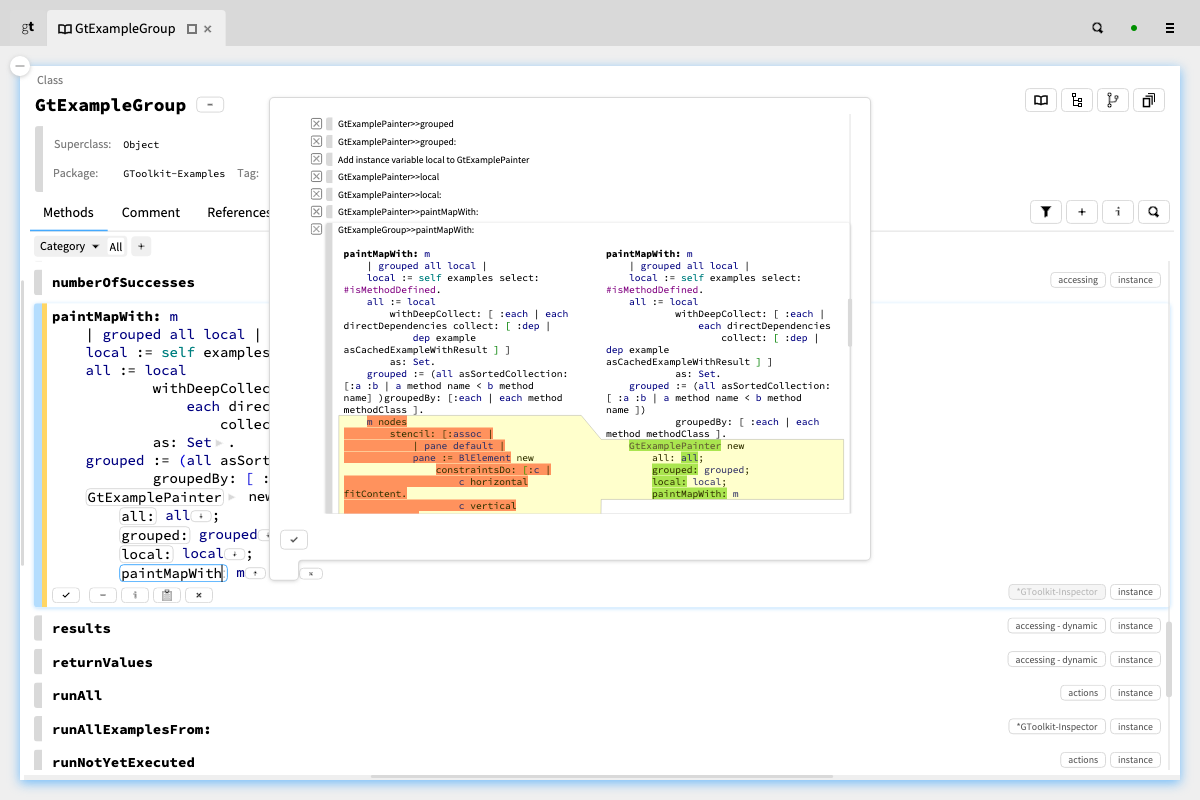 gt
GtExampleGroup
Class
GtExampleGroup
Superclass: Object
Package: GToolkit-Examples Tag:
Methods Comment References
Category All +
numberOfSuccesses
accessing instance
paintMapWith: m
| grouped all local |
local := self examples
all := local
withDeepCollec
each direc
collec
as: Set .
grouped := (all asSort
groupedBy: [ :
GtExamplePainter new
all: all ;
grouped: grouped
local: local ;
paintMapWith m
*GToolkit-Inspector instance
GtExamplePainter>>grouped
GtExamplePainter>>grouped:
Add instance variable local to GtExamplePainter
GtExamplePainter>>local
GtExamplePainter>>local:
GtExamplePainter>>paintMapWith:
GtExampleGroup>>paintMapWith:
paintMapWith: m
| grouped all local |
local := self examples select:
#isMethodDefined.
all := local
withDeepCollect: [ :each | each
directDependencies collect: [ :dep |
dep example
asCachedExampleWithResult ] ]
as: Set.
grouped := (all asSortedCollection:
[:a :b | a method name < b method
name] )groupedBy: [:each | each method
methodClass ].
m nodes
stencil: [:assoc |
| pane default |
pane := BlElement new
constraintsDo: [:c |
c horizontal
fitContent.
c vertical
paintMapWith: m
| grouped all local |
local := self examples select:
#isMethodDefined.
all := local
withDeepCollect: [ :each |
each directDependencies
collect: [ :dep |
dep example
asCachedExampleWithResult ] ]
as: Set.
grouped := (all asSortedCollection:
[ :a :b | a method name < b method
name ])
groupedBy: [ :each | each
method methodClass ].
GtExamplePainter new
all: all;
grouped: grouped;
local: local;
paintMapWith: m
results
accessing - dynamic instance
returnValues
accessing - dynamic instance
runAll
actions instance
runAllExamplesFrom:
*GToolkit-Inspector instance
runNotYetExecuted
actions instance